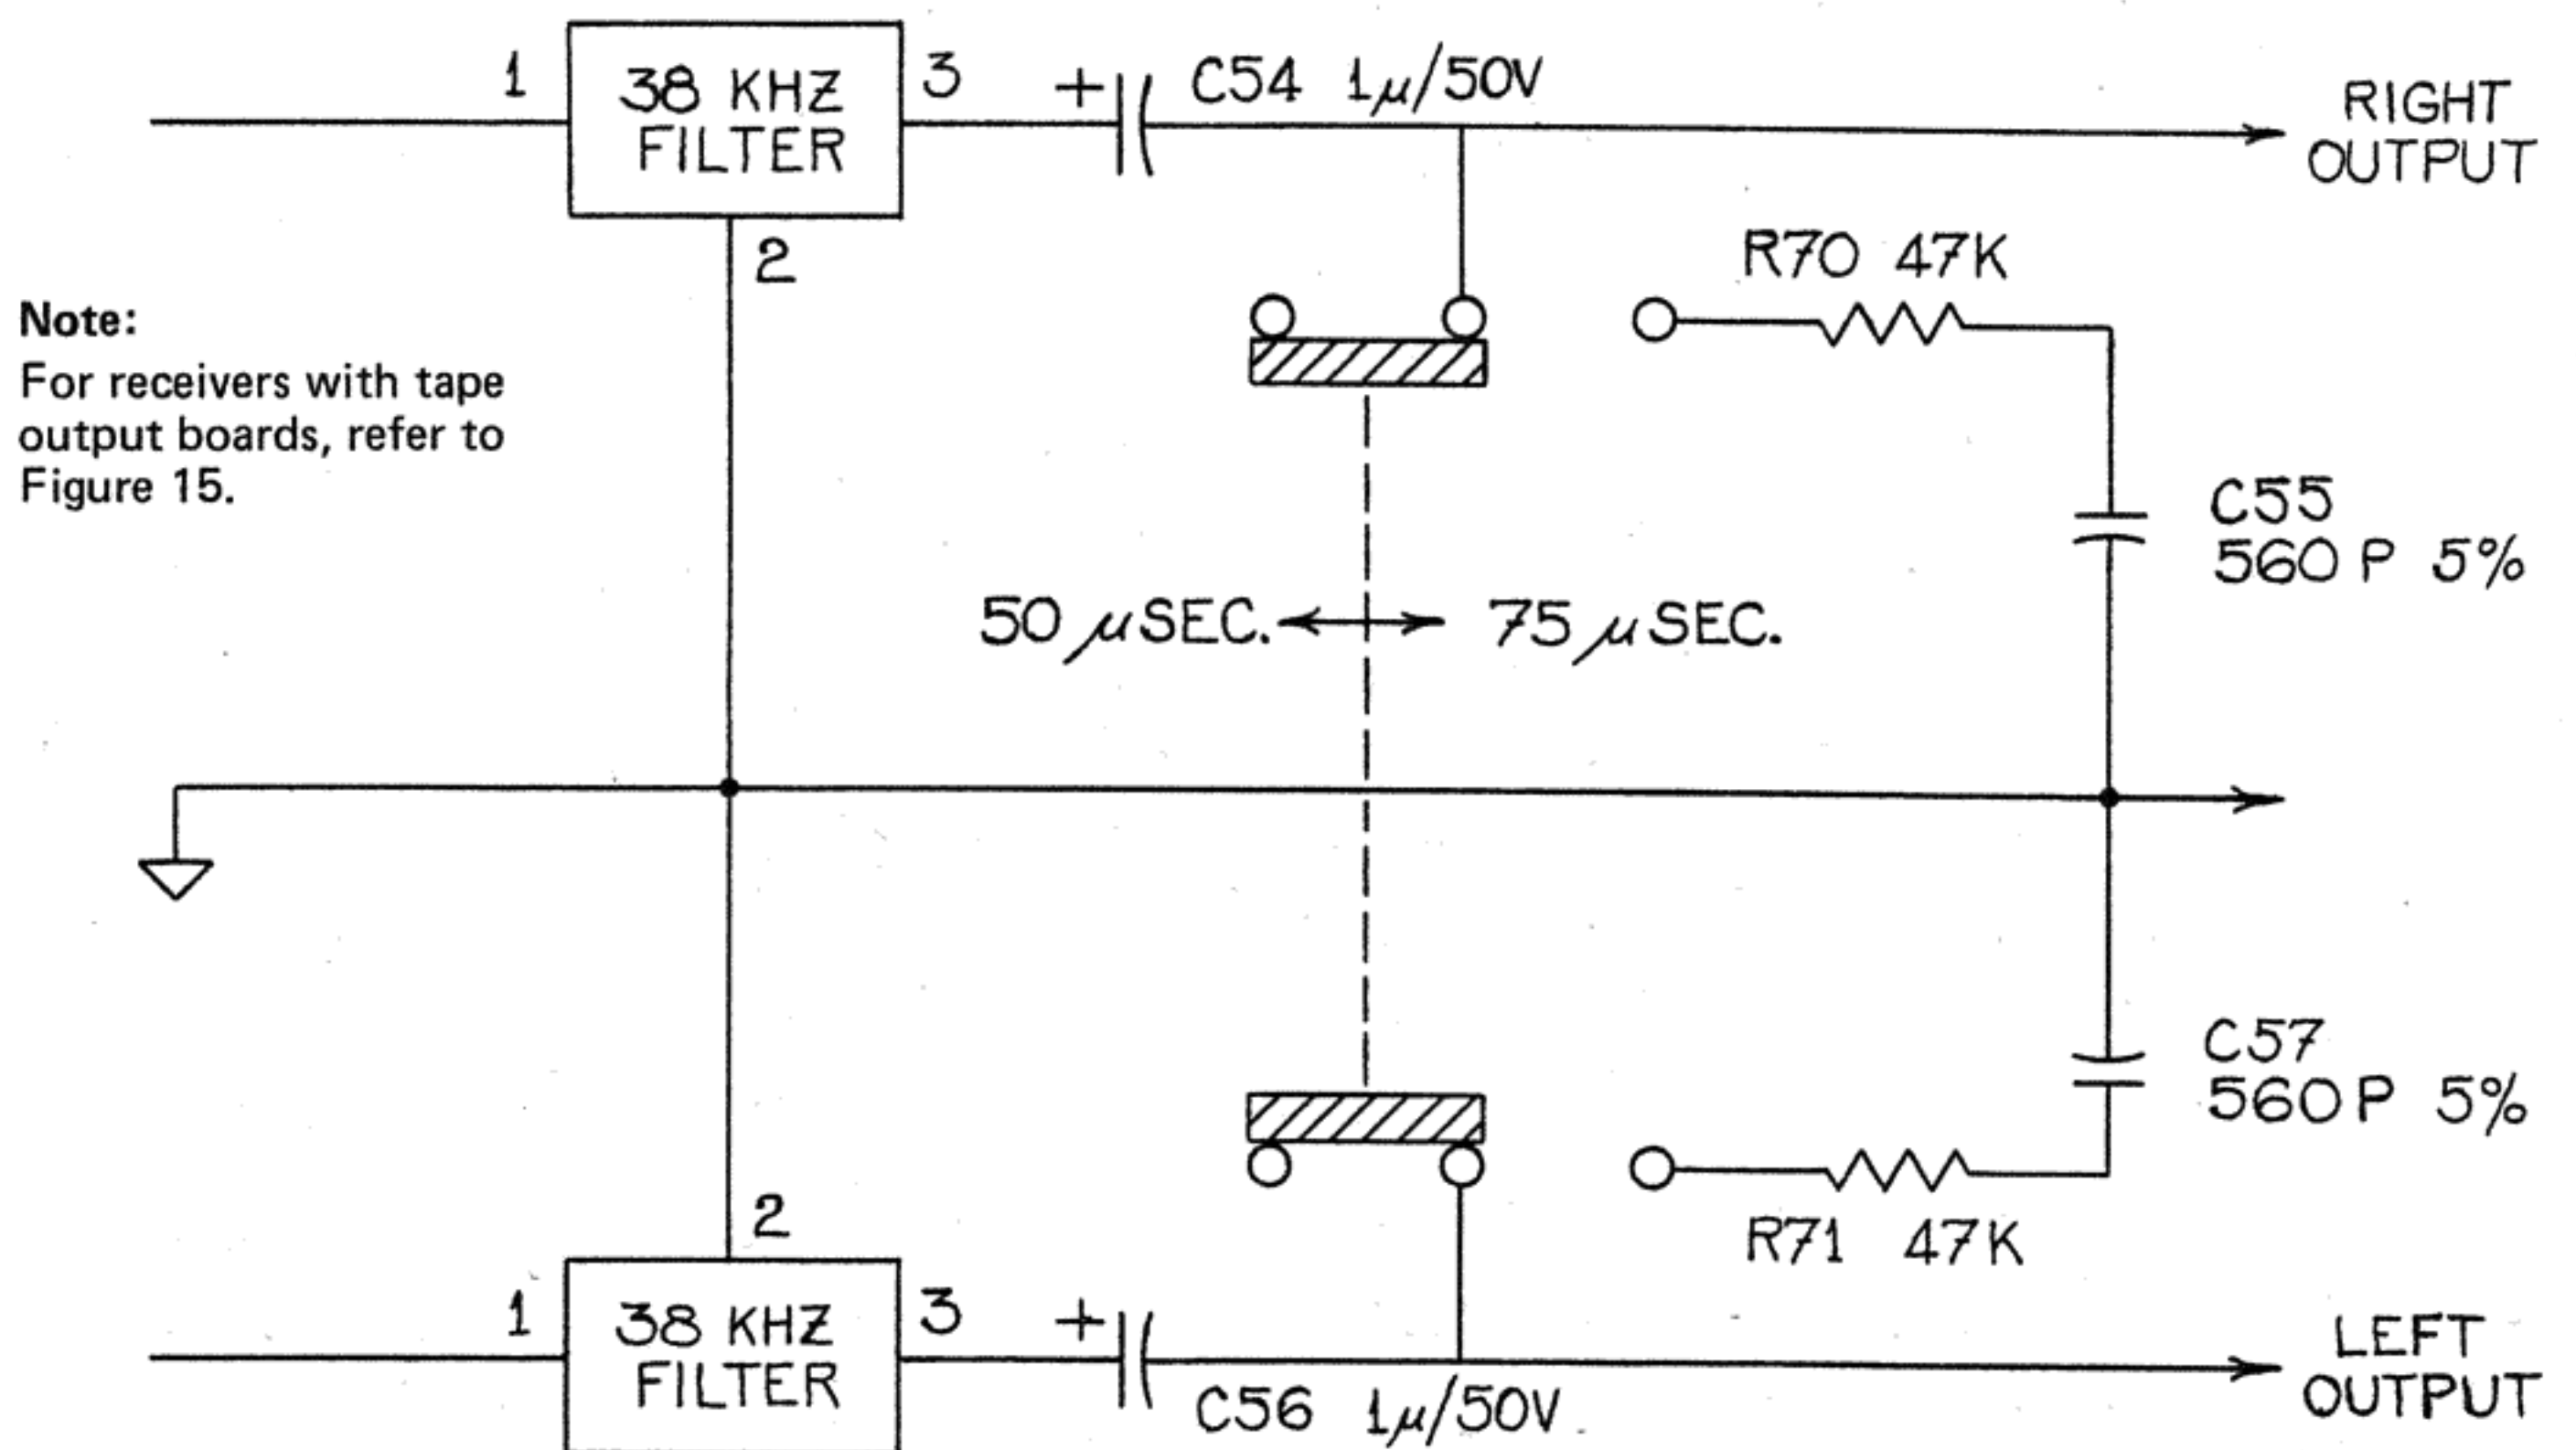 1
38 KHZ
FILTER
3
2
+
C54 1μ/50V
RIGHT
OUTPUT
R70 47K
Note:
For receivers with tape
output boards, refer to
Figure 15.
C55
560 P 5%
50 μSEC.
75 μSEC.
C57
560 P 5%
2
1
38 KHZ
FILTER
3
+
C56 1μ/50V
R71 47K
LEFT
OUTPUT